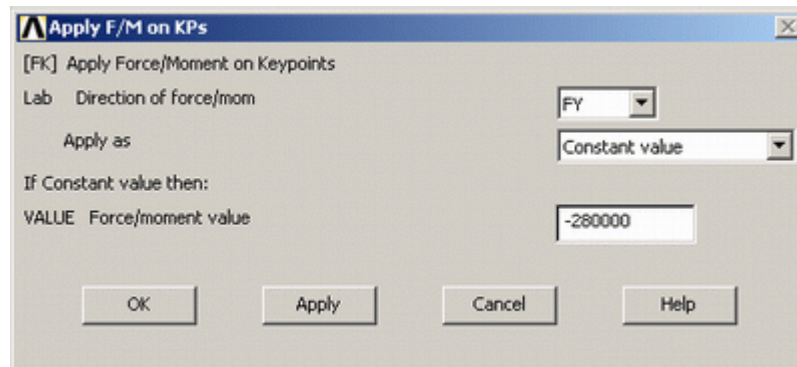 Apply F/M on KPs
[FK] Apply Force/Moment on Keypoints
Lab Direction of force/mom FY
Apply as Constant value
If Constant value then:
VALUE Force/moment value -280000
OK Apply Cancel Help